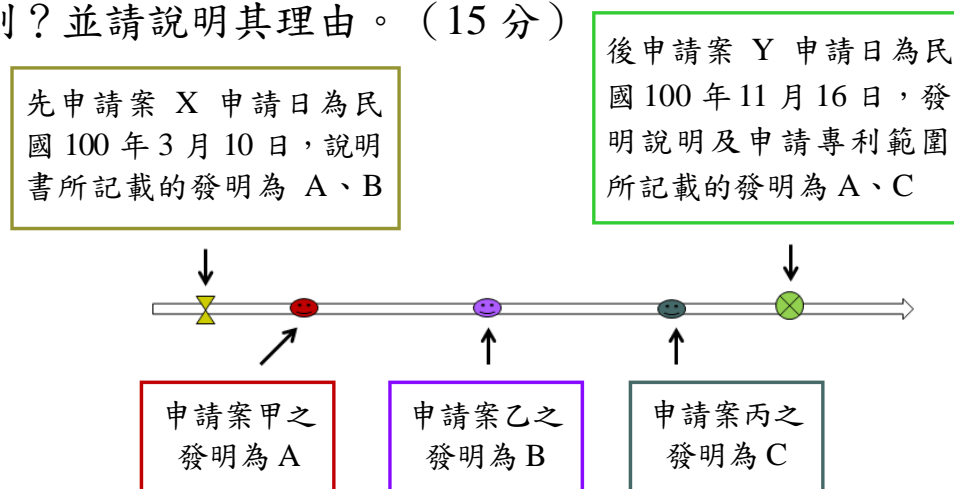 ？並請說明其理由。（15 分）
先申請案 X 申請日為民
國 100 年 3 月 10 日，說明
書所記載的發明為 A、B
後申請案 Y 申請日為民
國 100 年 11 月 16 日，發
明說明及申請專利範圍
所記載的發明為 A、C
申請案甲之
發明為 A
申請案乙之
發明為 B
申請案丙之
發明為 C